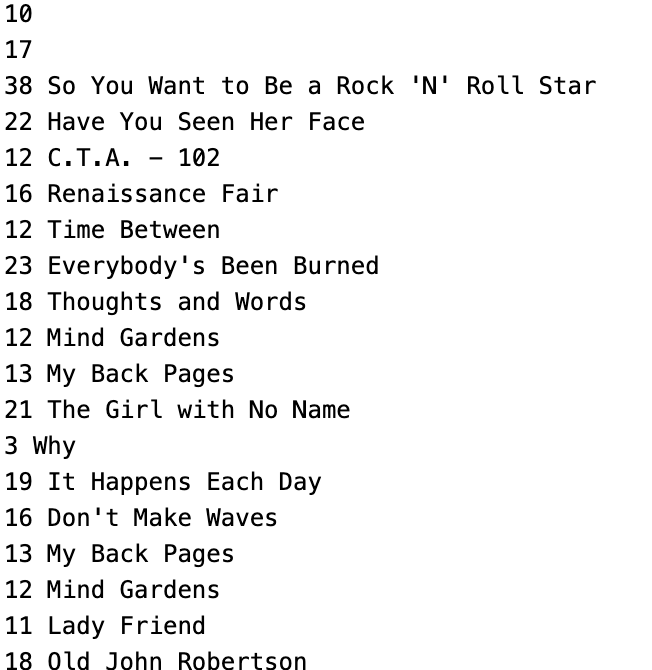 10
17
38 So You Want to Be a Rock 'N' Roll Star
22 Have You Seen Her Face
12 C.T.A. – 102
16 Renaissance Fair
12 Time Between
23 Everybody's Been Burned
18 Thoughts and Words
12 Mind Gardens
13 My Back Pages
21 The Girl with No Name
3 Why
19 It Happens Each Day
16 Don't Make Waves
13 My Back Pages
12 Mind Gardens
11 Lady Friend
18 Old John Robertson